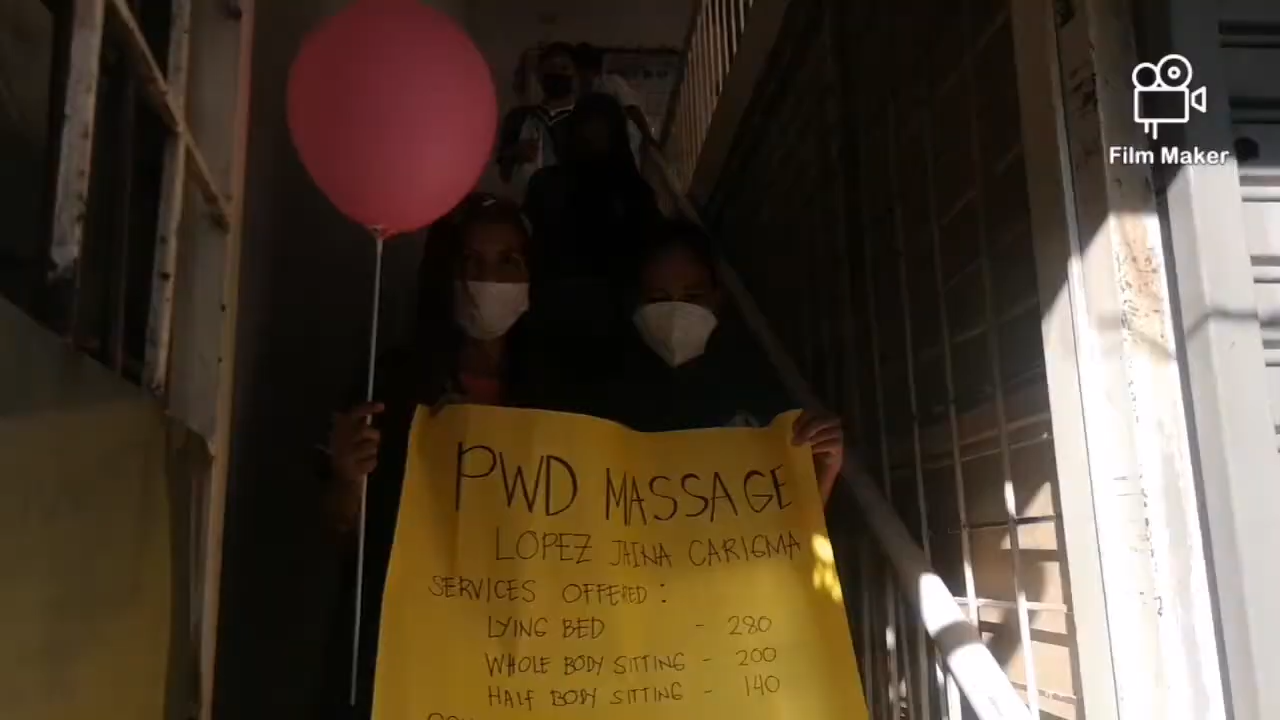 Film Maker
PWD MASSAGE
LOPEZ JHINA CARIGMA
SERVICES OFFERED:
LYING BED - 280
WHOLE BODY SITTING - 200
HALF BODY SITTING - 140